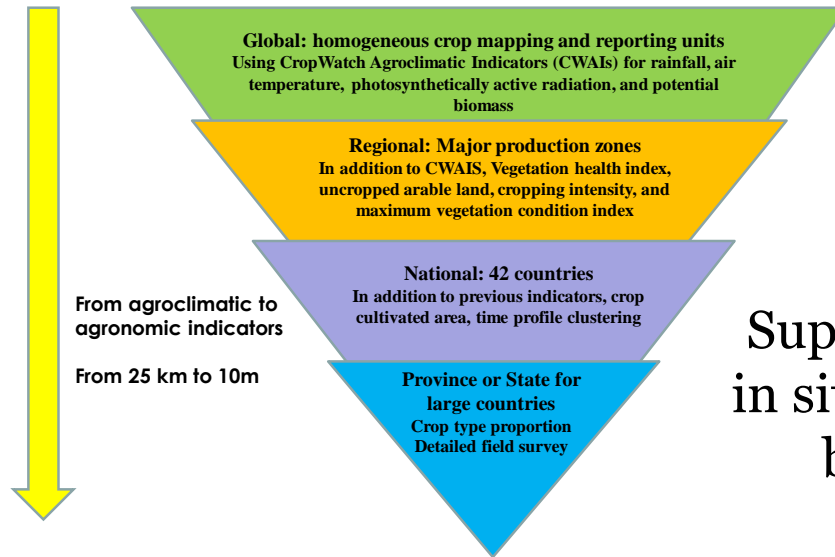 Global: homogeneous crop mapping and reporting units
Using CropWatch Agroclimatic Indicators (CWAIs) for rainfall, air
temperature, photosynthetically active radiation, and potential
biomass
Regional: Major production zones
In addition to CWAIS, Vegetation health index,
uncropped arable land, cropping intensity, and
maximum vegetation condition index
National: 42 countries
In addition to previous indicators, crop
cultivated area, time profile clustering
From agroclimatic to
agronomic indicators
From 25 km to 10m
Province or State for
large countries
Crop type proportion
Detailed field survey
in